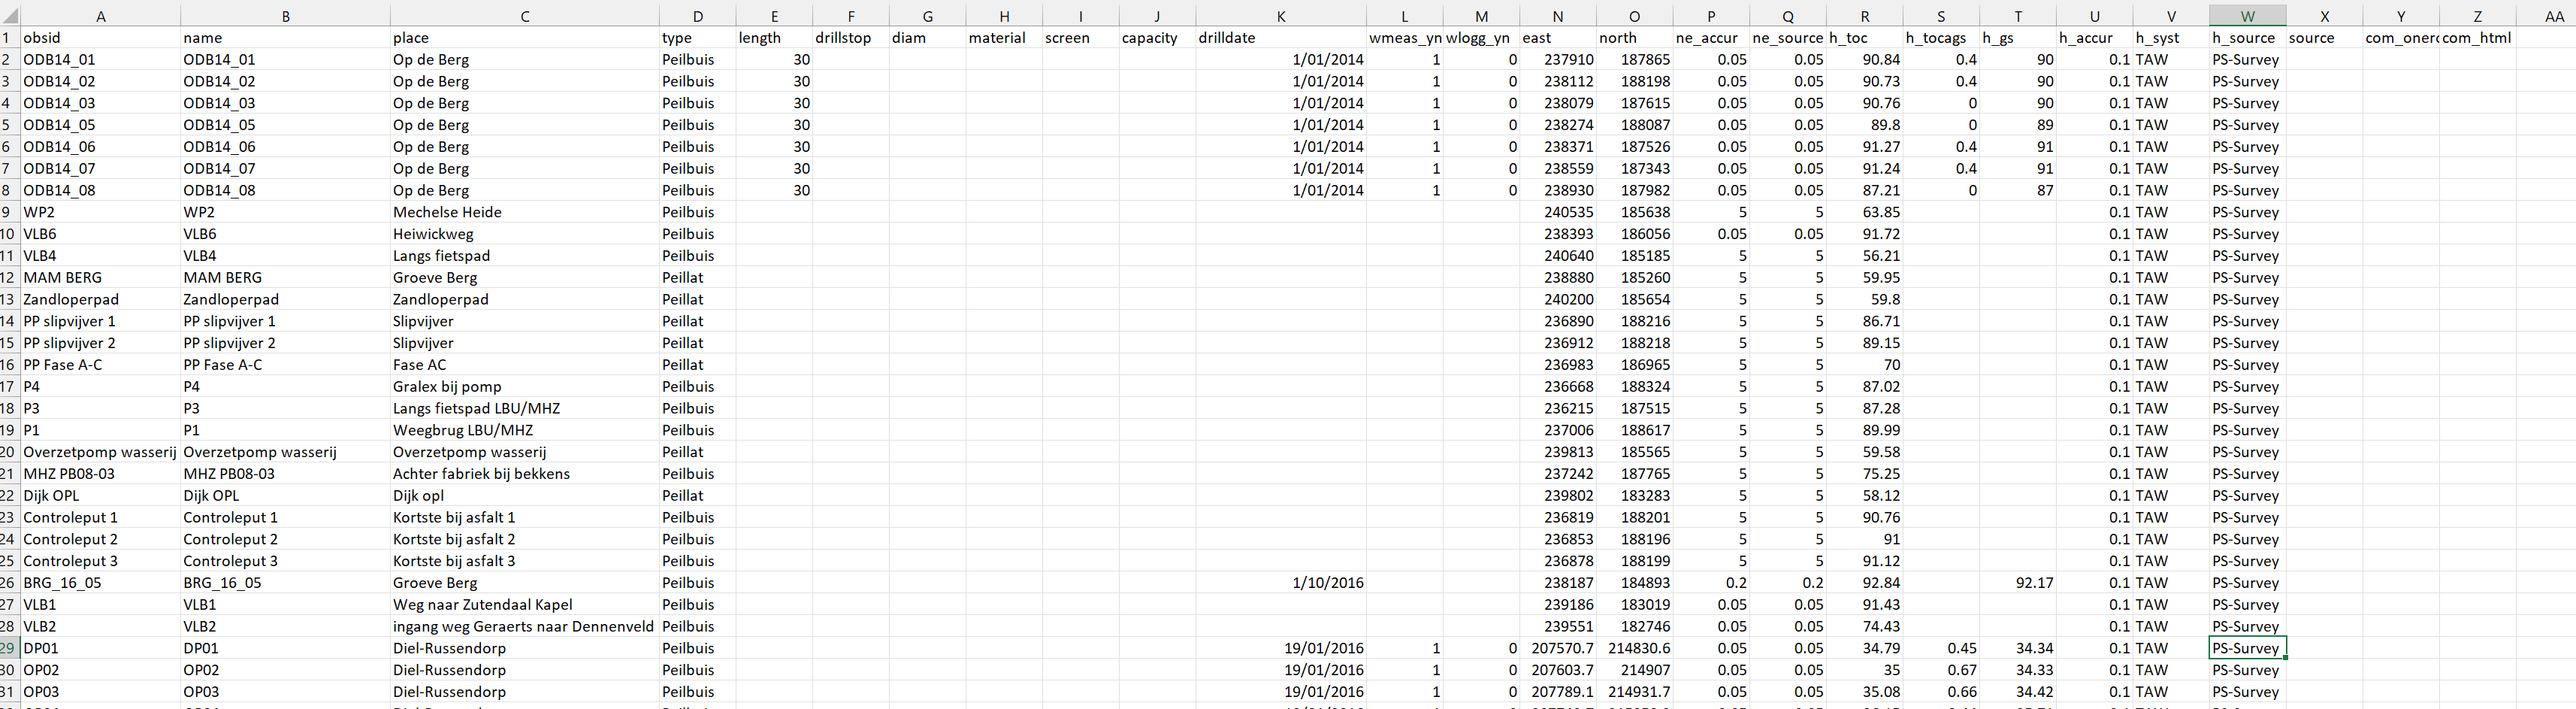 A B C D E F G H I J K L M N O P Q R S T U V W X Y Z AA
1 obsid name place type length drillstop diam material screen capacity drilldate wmeas_yn wlogg_yn east north ne_accur ne_source h_toc h_tocags h_gs h_accur h_syst h_source source com_onerc com_html
2 ODB14_01 ODB14_01 Op de Berg Peilbuis 30 1/01/2014 1 0 237910 187865 0.05 0.05 90.84 0.4 90 0.1 TAW PS-Survey
3 ODB14_02 ODB14_02 Op de Berg Peilbuis 30 1/01/2014 1 0 238112 188198 0.05 0.05 90.73 0.4 90 0.1 TAW PS-Survey
4 ODB14_03 ODB14_03 Op de Berg Peilbuis 30 1/01/2014 1 0 238079 187615 0.05 0.05 90.76 0 90 0.1 TAW PS-Survey
5 ODB14_05 ODB14_05 Op de Berg Peilbuis 30 1/01/2014 1 0 238274 188087 0.05 0.05 89.8 0 89 0.1 TAW PS-Survey
6 ODB14_06 ODB14_06 Op de Berg Peilbuis 30 1/01/2014 1 0 238371 187526 0.05 0.05 91.27 0.4 91 0.1 TAW PS-Survey
7 ODB14_07 ODB14_07 Op de Berg Peilbuis 30 1/01/2014 1 0 238559 187343 0.05 0.05 91.24 0.4 91 0.1 TAW PS-Survey
8 ODB14_08 ODB14_08 Op de Berg Peilbuis 30 1/01/2014 1 0 238930 187982 0.05 0.05 87.21 0 87 0.1 TAW PS-Survey
9 WP2 WP2 Mechelse Heide Peilbuis 240535 185638 5 5 63.85 0.1 TAW PS-Survey
10 VLB6 VLB6 Heiwickweg Peilbuis 238393 186056 0.05 0.05 91.72 0.1 TAW PS-Survey
11 VLB4 VLB4 Langs fietspad Peilbuis 240640 185185 5 5 56.21 0.1 TAW PS-Survey
12 MAM BERG MAM BERG Groeve Berg Peillat 238880 185260 5 5 59.95 0.1 TAW PS-Survey
13 Zandloperpad Zandloperpad Zandloperpad Peillat 240200 185654 5 5 59.8 0.1 TAW PS-Survey
14 PP slipvijver 1 PP slipvijver 1 Slipvijver Peillat 236890 188216 5 5 86.71 0.1 TAW PS-Survey
15 PP slipvijver 2 PP slipvijver 2 Slipvijver Peillat 236912 188218 5 5 89.15 0.1 TAW PS-Survey
16 PP Fase A-C PP Fase A-C Fase AC Peillat 236983 186965 5 5 70 0.1 TAW PS-Survey
17 P4 P4 Gralex bij pomp Peilbuis 236668 188324 5 5 87.02 0.1 TAW PS-Survey
18 P3 P3 Langs fietspad LBU/MHZ Peilbuis 236215 187515 5 5 87.28 0.1 TAW PS-Survey
19 P1 P1 Weegbrug LBU/MHZ Peilbuis 237006 188617 5 5 89.99 0.1 TAW PS-Survey
20 Overzetpomp wasserij Overzetpomp wasserij Overzetpomp wasserij Peillat 239813 185565 5 5 59.58 0.1 TAW PS-Survey
21 MHZ PB08-03 MHZ PB08-03 Achter fabriek bij bekkens Peilbuis 237242 187765 5 5 75.25 0.1 TAW PS-Survey
22 Dijk OPL Dijk OPL Dijk opl Peillat 239802 183283 5 5 58.12 0.1 TAW PS-Survey
23 Controleput 1 Controleput 1 Kortste bij asfalt 1 Peilbuis 236819 188201 5 5 90.76 0.1 TAW PS-Survey
24 Controleput 2 Controleput 2 Kortste bij asfalt 2 Peilbuis 236853 188196 5 5 91 0.1 TAW PS-Survey
25 Controleput 3 Controleput 3 Kortste bij asfalt 3 Peilbuis 236878 188199 5 5 91.12 0.1 TAW PS-Survey
26 BRG_16_05 BRG_16_05 Groeve Berg Peilbuis 1/10/2016 238187 184893 0.2 0.2 92.84 92.17 0.1 TAW PS-Survey
27 VLB1 VLB1 Weg naar Zutendaal Kapel Peilbuis 239186 183019 0.05 0.05 91.43 0.1 TAW PS-Survey
28 VLB2 VLB2 ingang weg Geraerts naar Dennenveld Peilbuis 239551 182746 0.05 0.05 74.43 0.1 TAW PS-Survey
29 DP01 DP01 Diel-Russendorp Peilbuis 19/01/2016 1 0 207570.7 214830.6 0.05 0.05 34.79 0.45 34.34 0.1 TAW PS-Survey
30 OP02 OP02 Diel-Russendorp Peilbuis 19/01/2016 1 0 207603.7 214907 0.05 0.05 35 0.67 34.33 0.1 TAW PS-Survey
31 OP03 OP03 Diel-Russendorp Peilbuis 19/01/2016 1 0 207789.1 214931.7 0.05 0.05 35.08 0.66 34.42 0.1 TAW PS-Survey